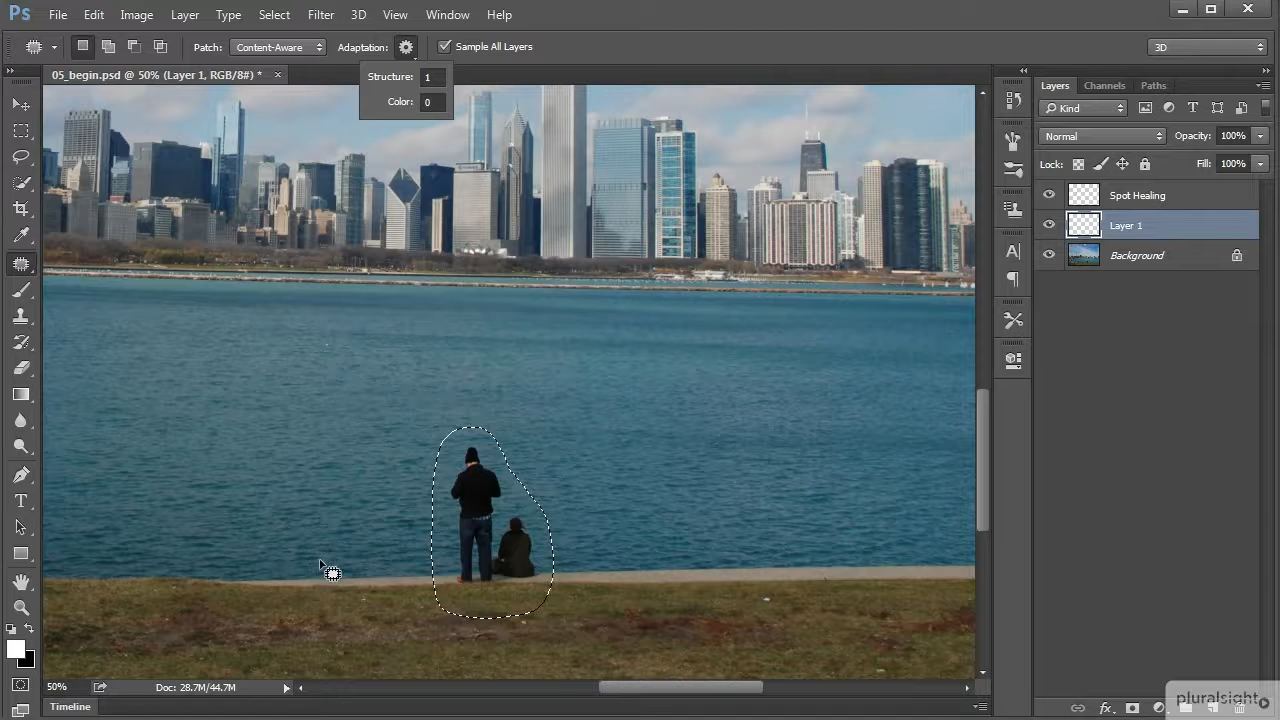 Ps File Edit Image Layer Type Select Filter 3D View Window Help
Patch: Content-Aware Adaptation: Sample All Layers 3D
05_begin.psd @ 50% (Layer 1, RGB/8#) *
Structure: 1
Color: 0
Layers Channels Paths
Kind
Normal Opacity: 100%
Lock: Fill: 100%
Spot Healing
Layer 1
Background
50% Doc: 28.7M/44.7M
Timeline
pluralsight